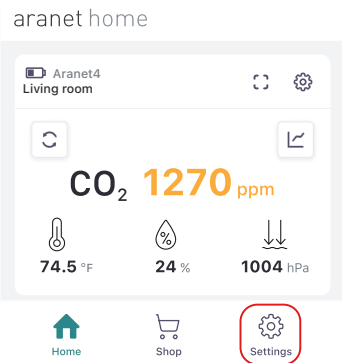 aranet home
Aranet4
Living room
CO₂ 1270 ppm
74.5 °F 24 % 1004 hPa
Home Shop Settings